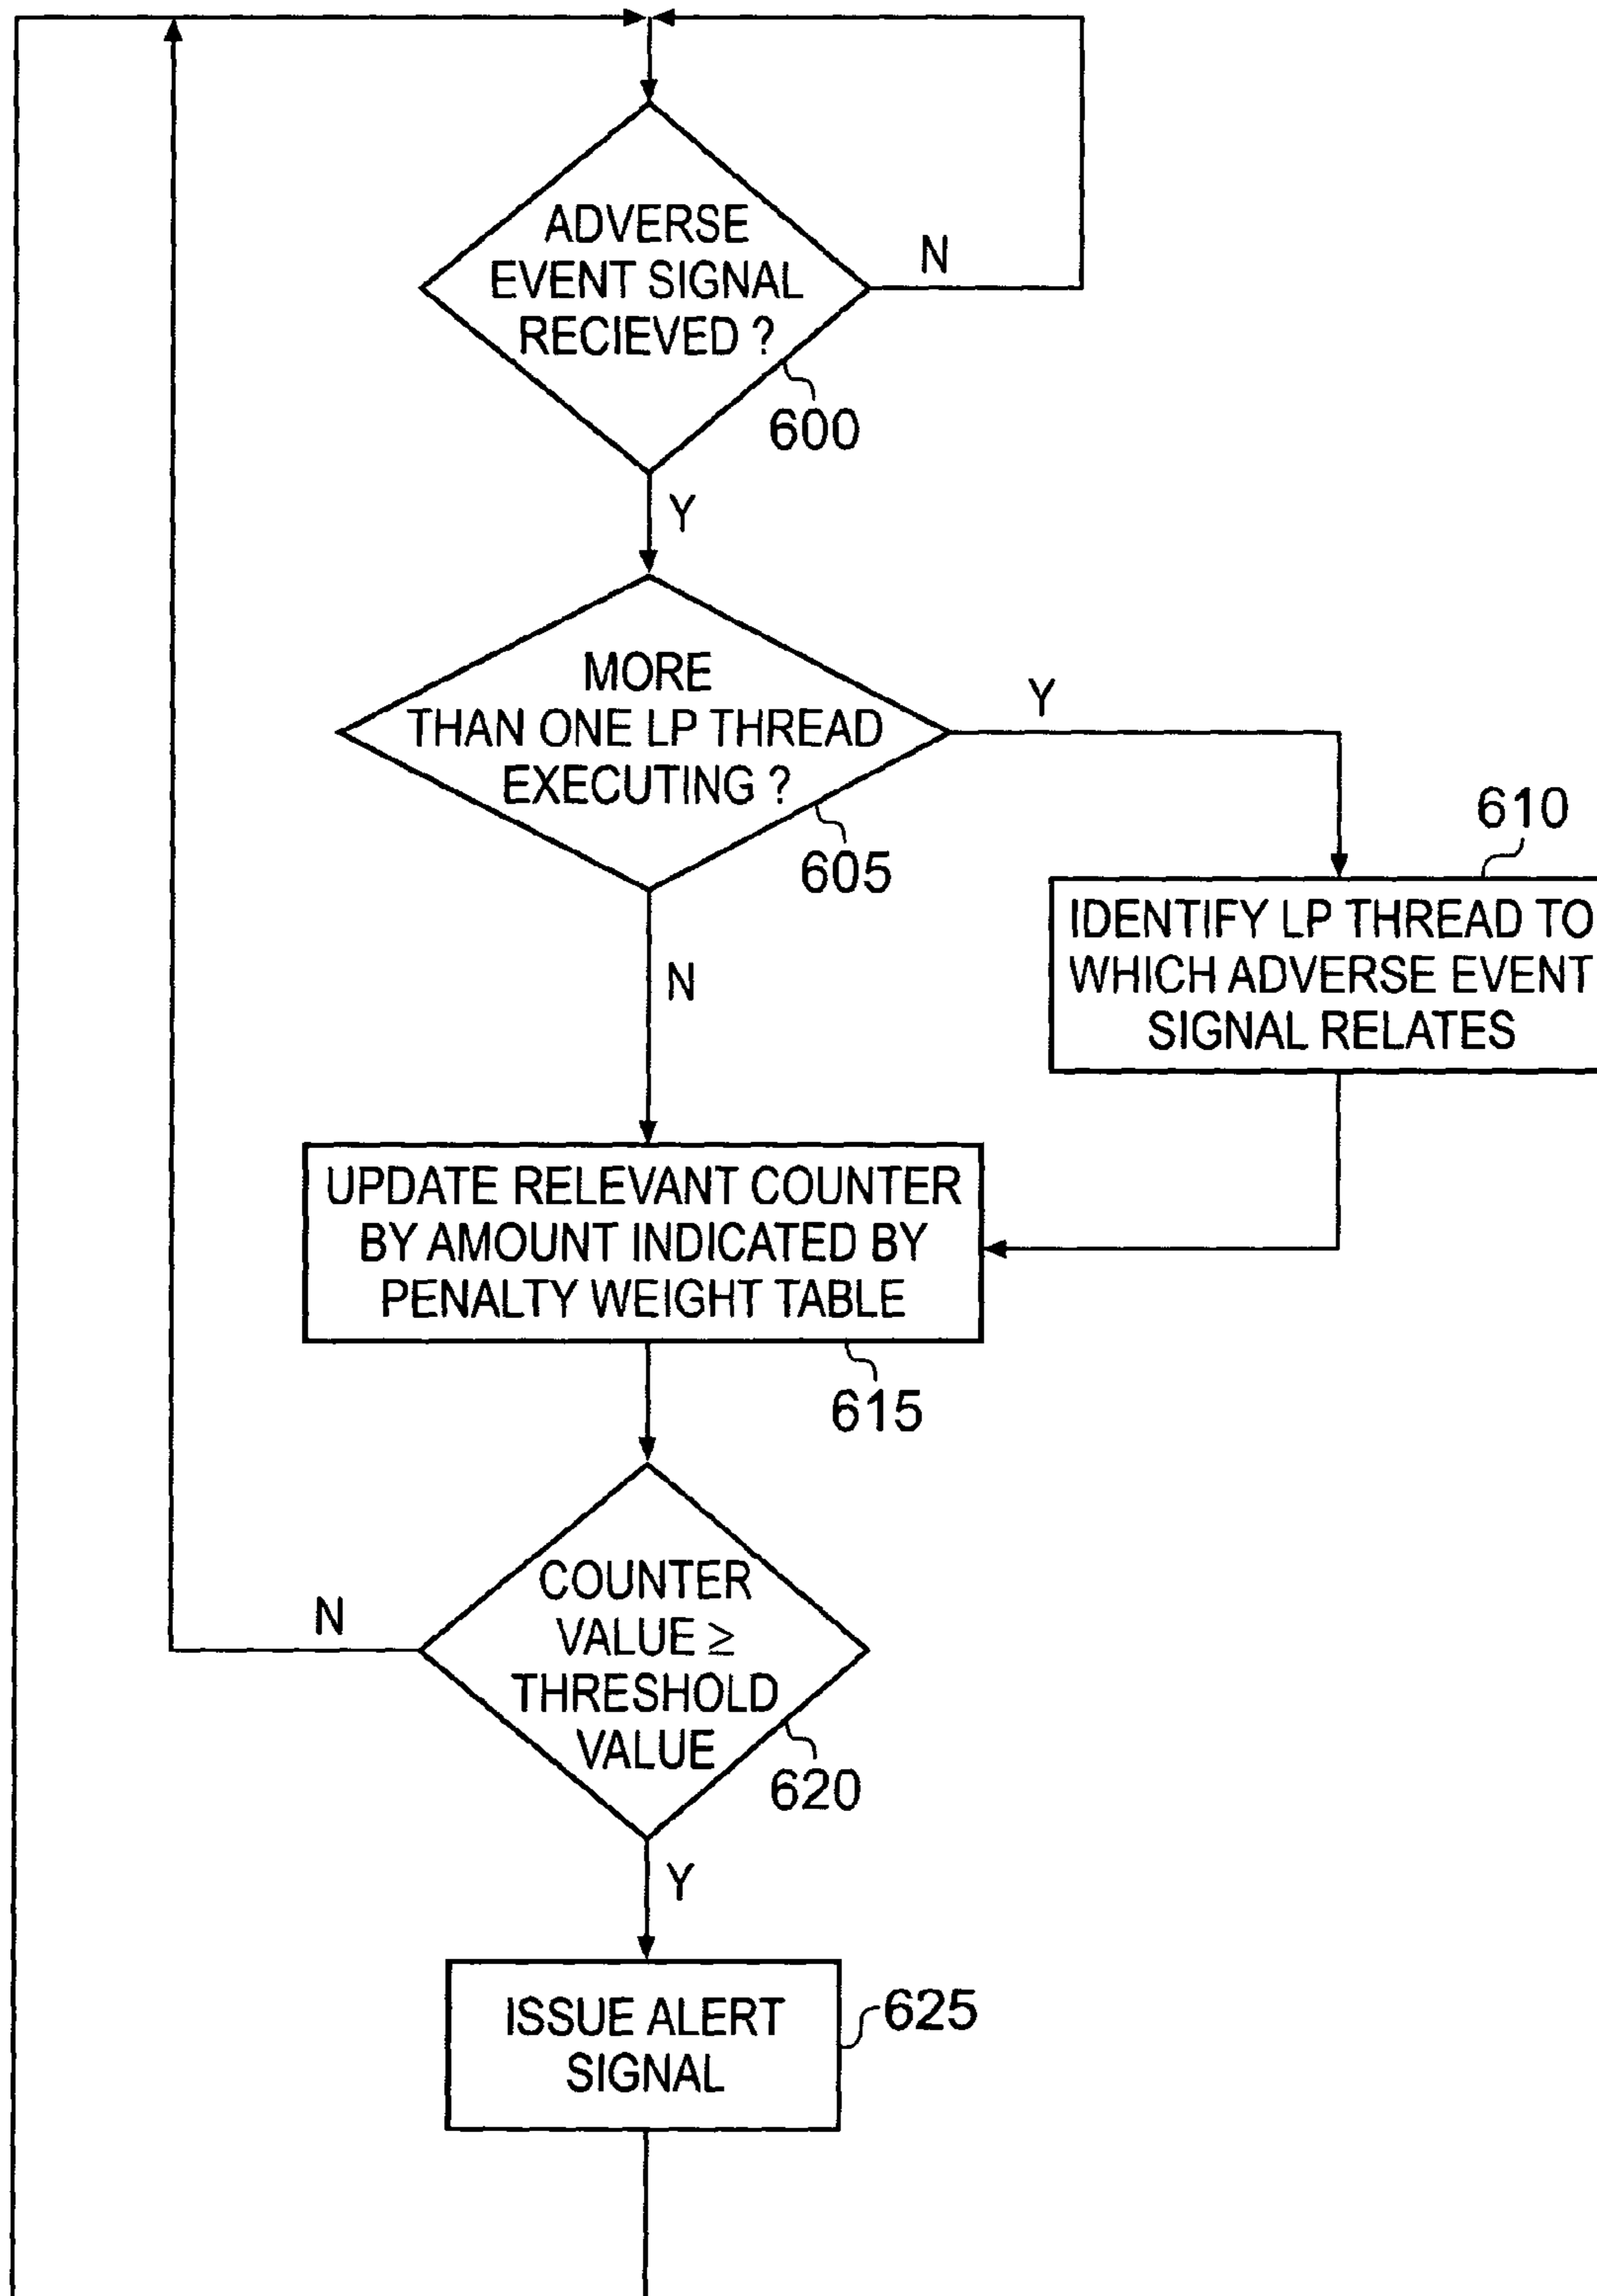 ADVERSE
EVENT SIGNAL
RECIEVED ?
N
600
Y
MORE
THAN ONE LP THREAD
EXECUTING ?
Y
605
610
IDENTIFY LP THREAD TO
WHICH ADVERSE EVENT
SIGNAL RELATES
N
UPDATE RELEVANT COUNTER
BY AMOUNT INDICATED BY
PENALTY WEIGHT TABLE
615
COUNTER
VALUE ≥
THRESHOLD
VALUE
N
620
Y
ISSUE ALERT
SIGNAL
625